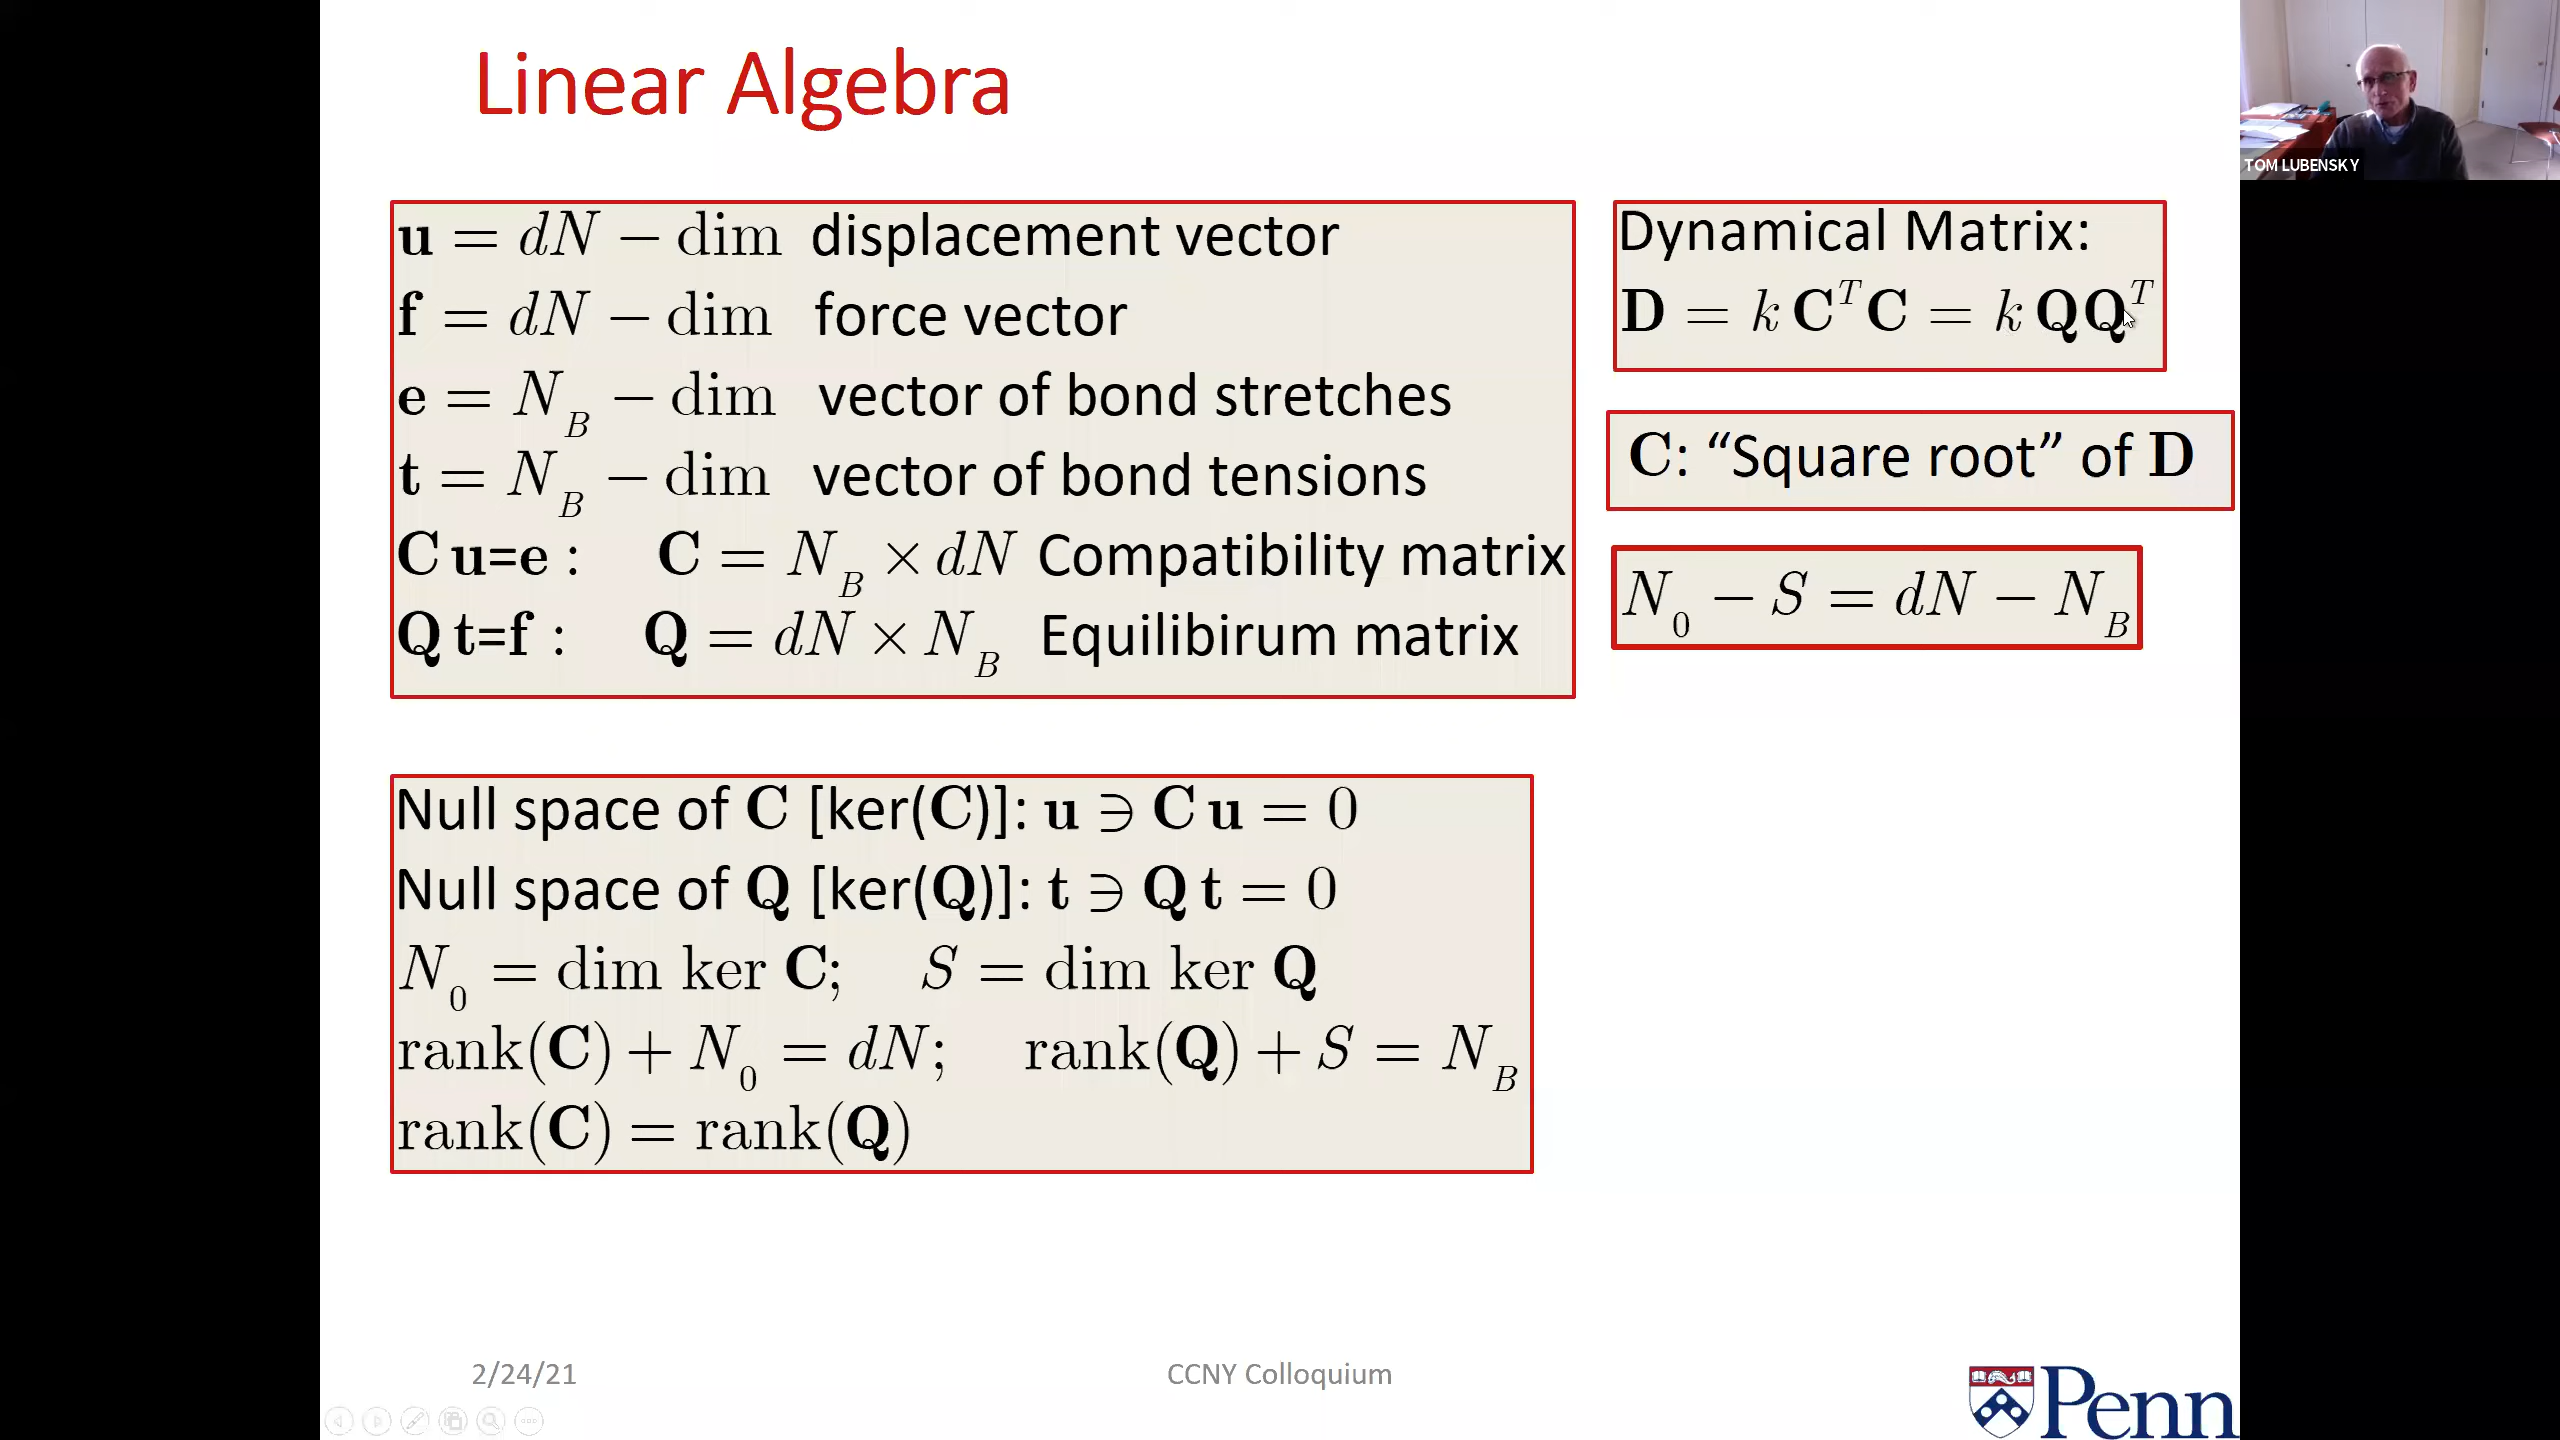 Linear Algebra
TOM LUBENSKY
u = dN − dim displacement vector
f = dN − dim force vector
e = N_B − dim vector of bond stretches
t = N_B − dim vector of bond tensions
C u=e : C = N_B × dN Compatibility matrix
Q t=f : Q = dN × N_B Equilibirum matrix
Dynamical Matrix:
D = k C^T C = k QQ^T
C: “Square root” of D
N_0 − S = dN − N_B
Null space of C [ker(C)]: u ∋ C u = 0
Null space of Q [ker(Q)]: t ∋ Q t = 0
N_0 = dim ker C; S = dim ker Q
rank(C) + N_0 = dN; rank(Q) + S = N_B
rank(C) = rank(Q)
2/24/21
CCNY Colloquium
Penn